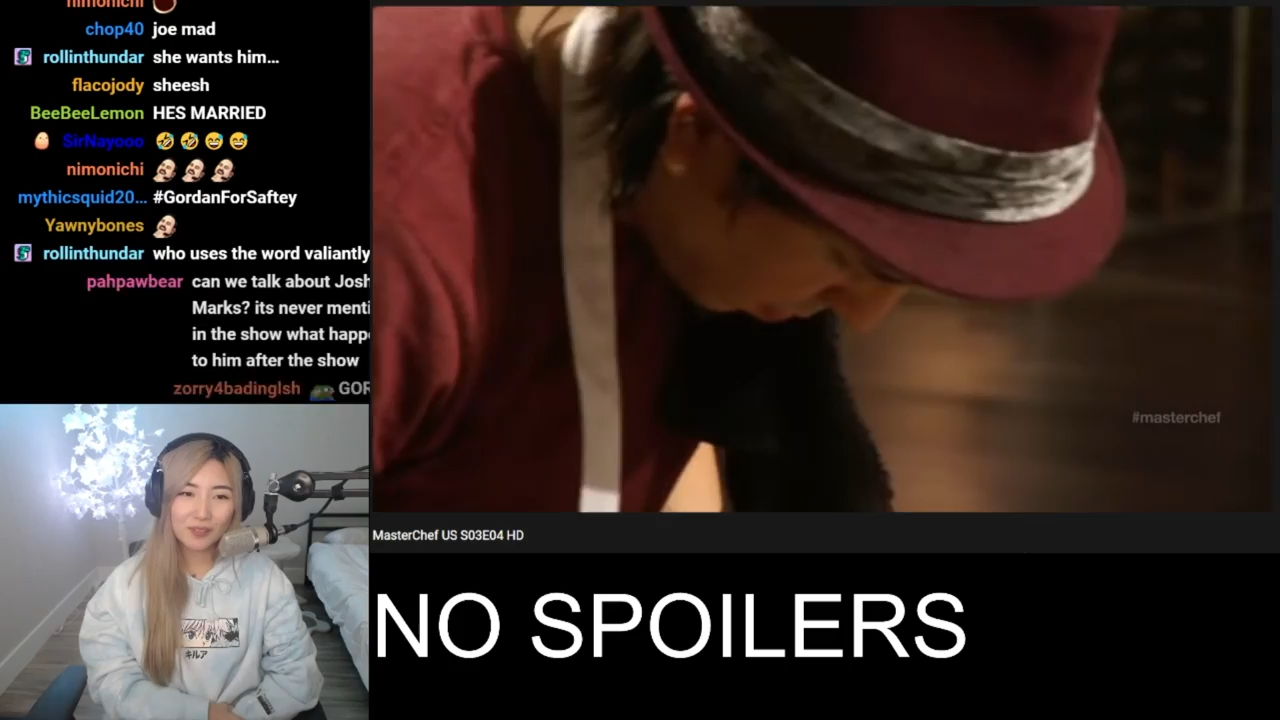 nimonichi
chop40 joe mad
rollinthundar she wants him...
flacojody sheesh
BeeBeeLemon HES MARRIED
SirNayooo
nimonichi
mythicsquid20... #GordanForSaftey
Yawnybones
rollinthundar who uses the word valiantly
pahpawbear can we talk about Josh
Marks? its never menti
in the show what happe
to him after the show
zorry4badinglsh GOR
#masterchef
MasterChef US S03E04 HD
NO SPOILERS
キルア